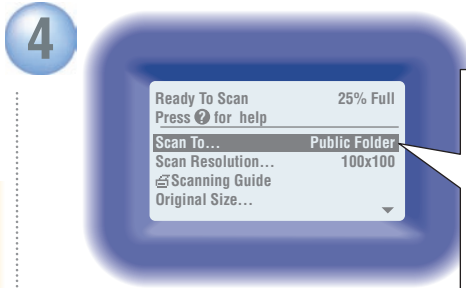 4
Ready To Scan 25% Full
Press ? for help
Scan To... Public Folder
Scan Resolution... 100x100
Scanning Guide
Original Size...